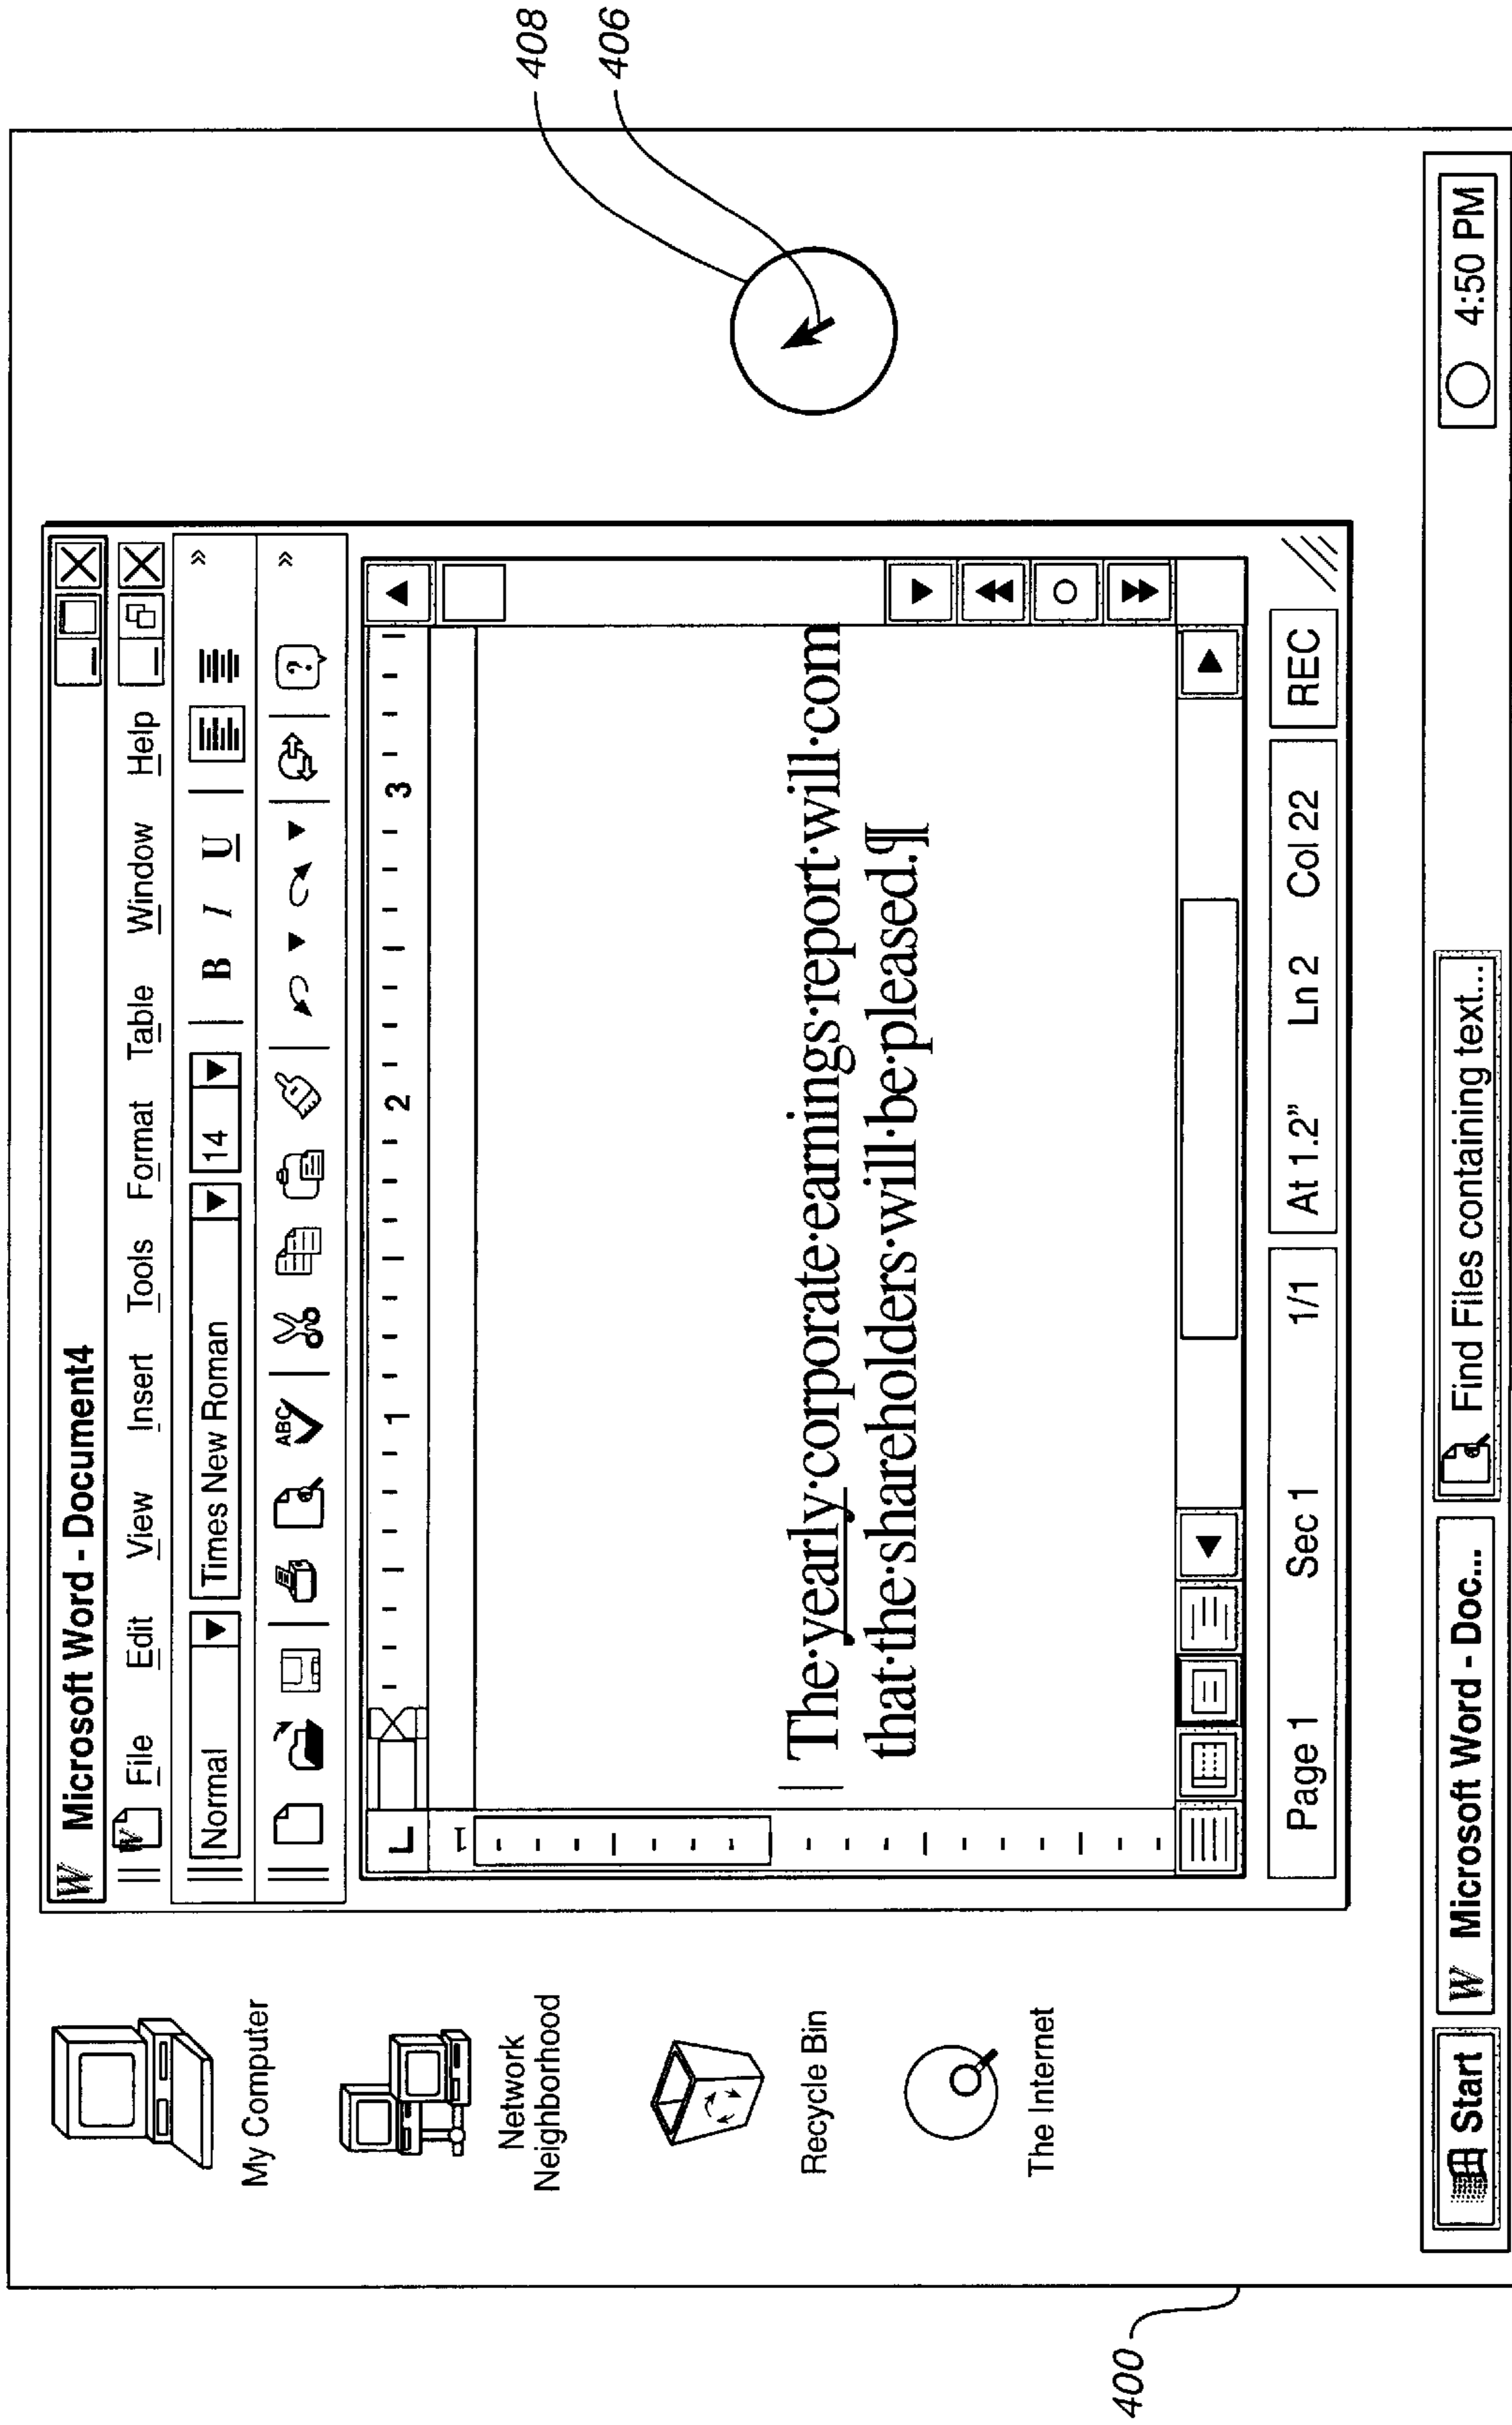 408
406
W Microsoft Word - Document4
W File Edit View Insert Tools Format Table Window Help
Normal Times New Roman 14 B I U »
ABC ? »
L 1 2 3
1
The·yearly·corporate·earnings·report·will·com
that·the·shareholders·will·be·pleased.¶
Page 1 Sec 1 1/1 At 1.2” Ln 2 Col 22 REC
My Computer
Network
Neighborhood
Recycle Bin
The Internet
Start W Microsoft Word - Doc... Find Files containing text... 4:50 PM
400